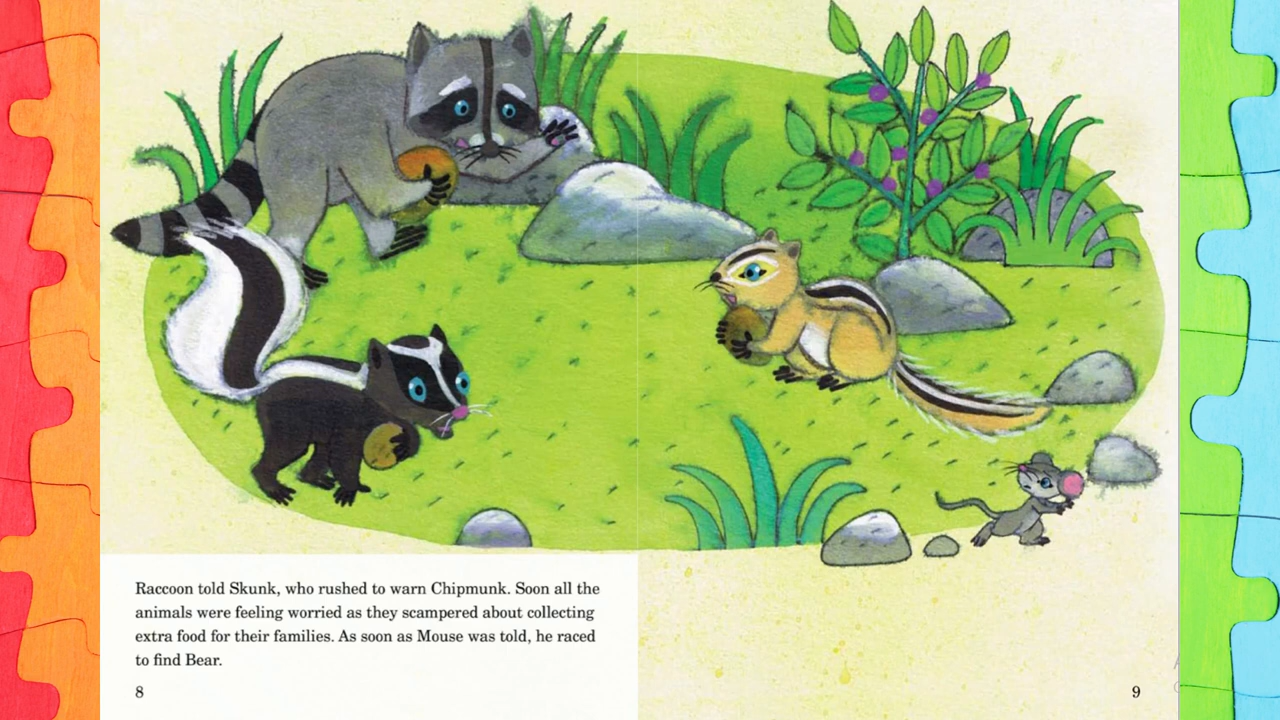 Raccoon told Skunk, who rushed to warn Chipmunk. Soon all the
animals were feeling worried as they scampered about collecting
extra food for their families. As soon as Mouse was told, he raced
to find Bear.
8
9